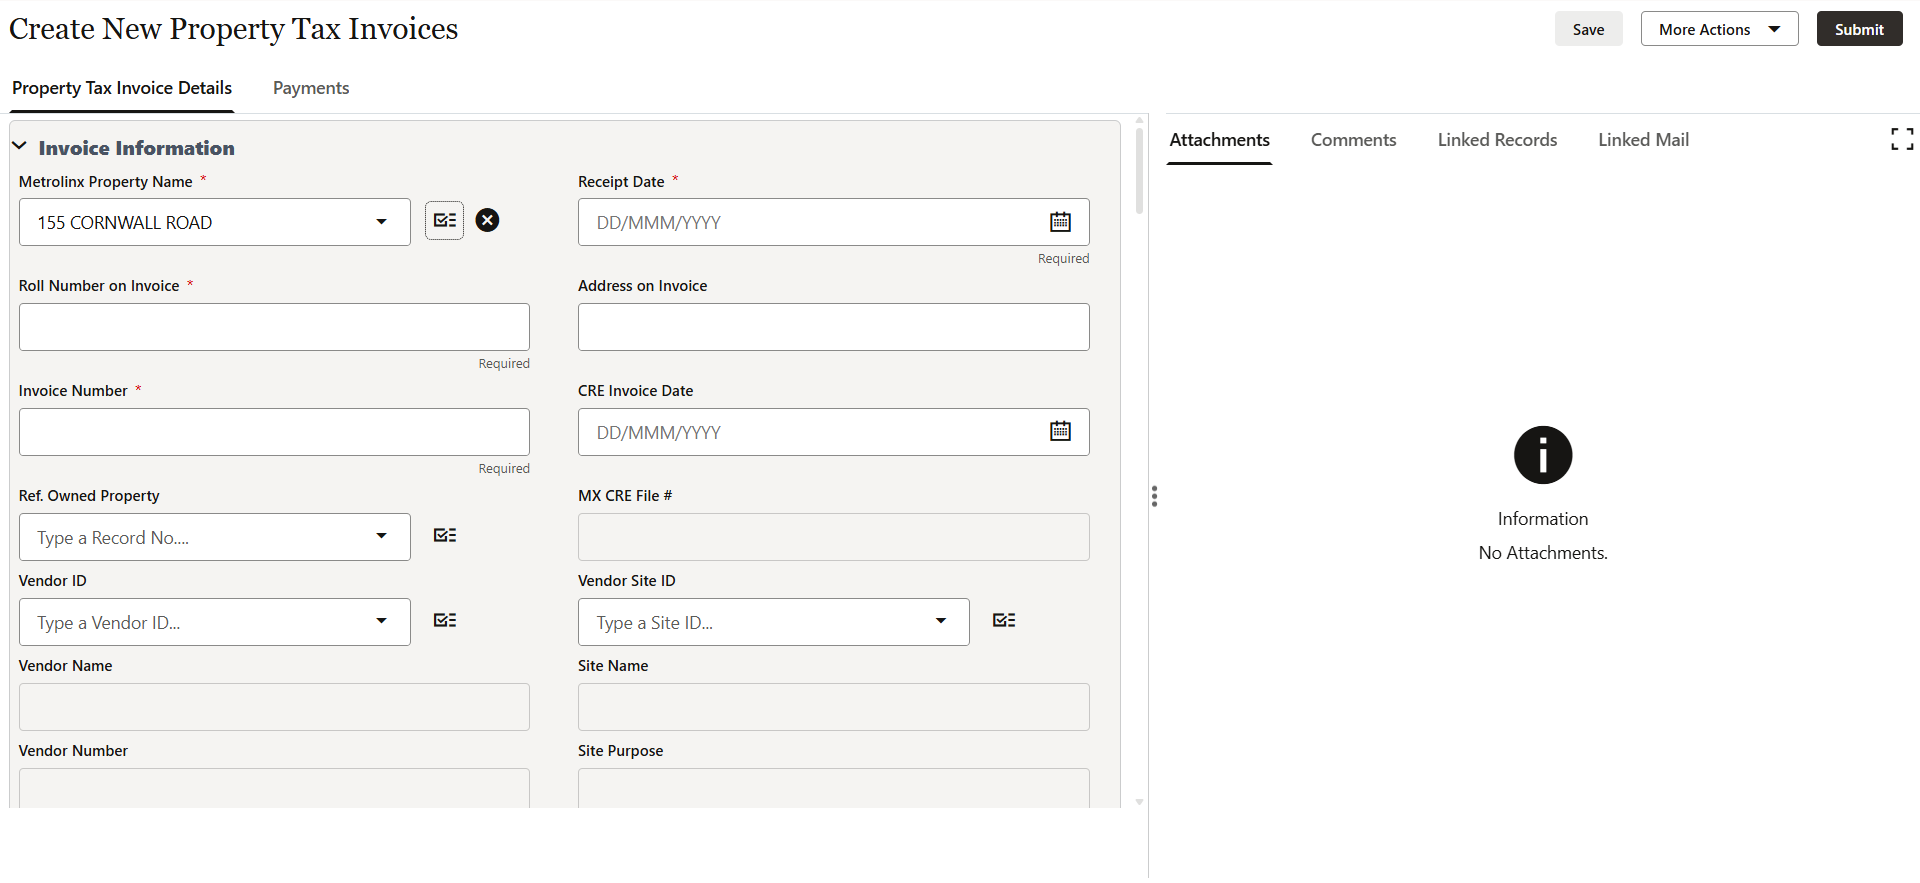 Create New Property Tax Invoices
Save
More Actions
Submit
Property Tax Invoice Details
Payments
Invoice Information
Metrolinx Property Name *
155 CORNWALL ROAD
Receipt Date *
DD/MMM/YYYY
Required
Roll Number on Invoice *
Required
Address on Invoice
Invoice Number *
Required
CRE Invoice Date
DD/MMM/YYYY
Ref. Owned Property
Type a Record No....
MX CRE File #
Vendor ID
Type a Vendor ID...
Vendor Site ID
Type a Site ID...
Vendor Name
Site Name
Vendor Number
Site Purpose
Attachments
Comments
Linked Records
Linked Mail
Information
No Attachments.